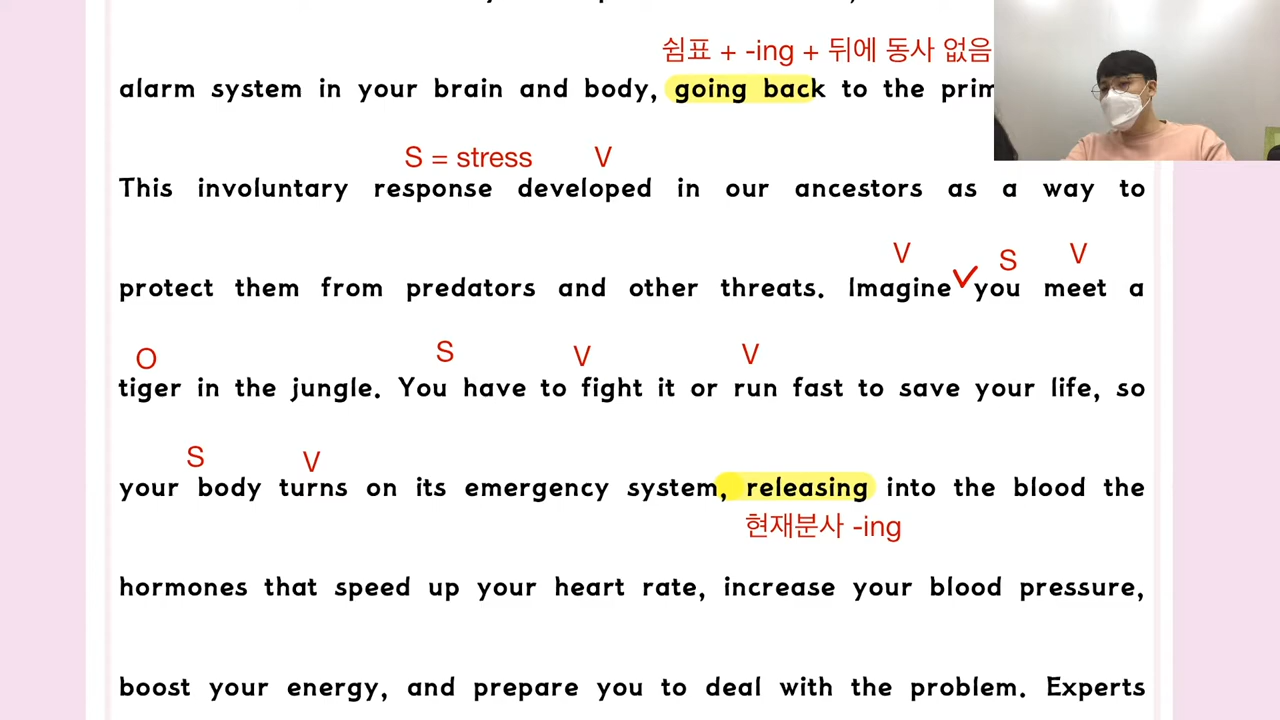 쉼표 + -ing + 뒤에 동사 없음
alarm system in your brain and body, going back to the
S = stress V
This involuntary response developed in our ancestors as a way to
V S V
protect them from predators and other threats. Imagine you meet a
O S V V
tiger in the jungle. You have to fight it or run fast to save your life, so
S V
your body turns on its emergency system, releasing into the blood the
현재분사 -ing
hormones that speed up your heart rate, increase your blood pressure,
boost your energy, and prepare you to deal with the problem. Experts